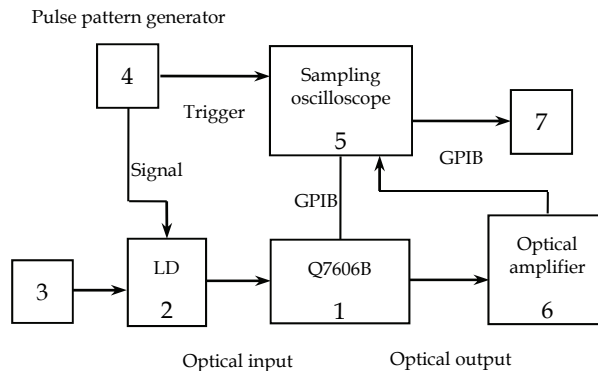 Pulse pattern generator
4
Trigger
Sampling
oscilloscope
5
7
GPIB
Signal
GPIB
3
LD
2
Q7606B
1
Optical
amplifier
6
Optical input
Optical output